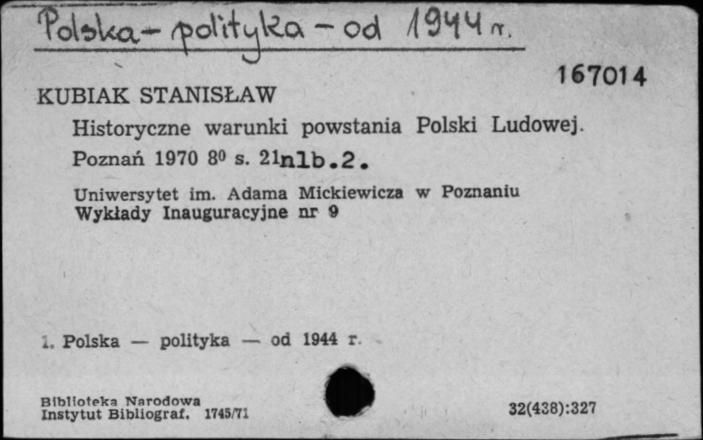 Polska - polityka - od 1944 r.
167014
KUBIAK STANISŁAW
Historyczne warunki powstania Polski Ludowej.
Poznań 1970 8⁰ s. 21nlb.2.
Uniwersytet im. Adama Mickiewicza w Poznaniu
Wykłady Inauguracyjne nr 9
1. Polska — polityka — od 1944 r.
Biblioteka Narodowa
Instytut Bibliograf. 1745/71
32(438):327